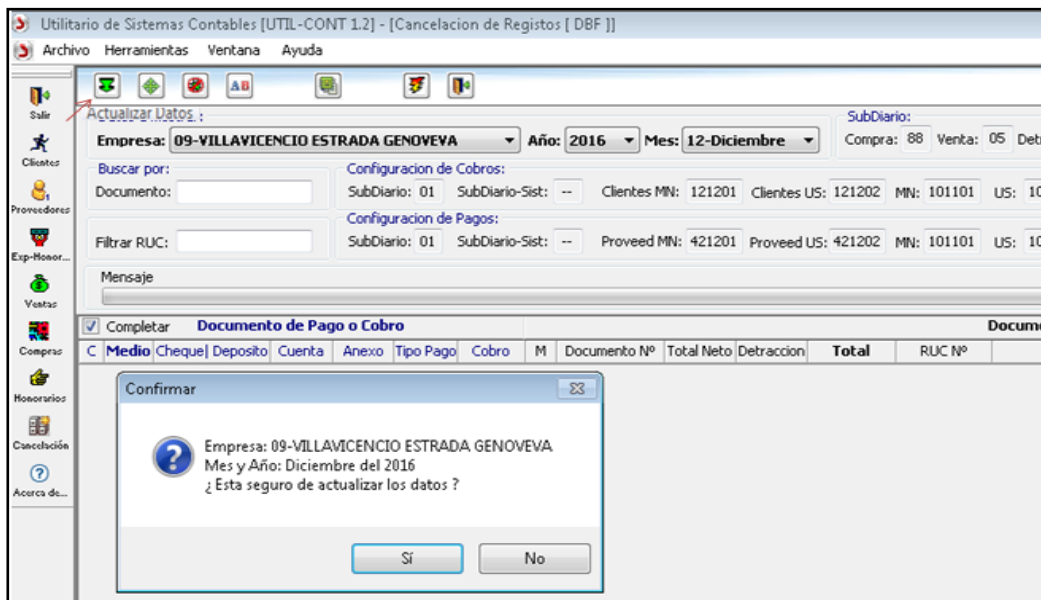 Utilitario de Sistemas Contables [UTIL-CONT 1.2] - [Cancelacion de Registos [ DBF ]]
Archivo Herramientas Ventana Ayuda
AB
Salir
Clientes
Proveedores
Exp-Honor...
Ventas
Compras
Honorarios
Cancelación
Acerca de...
Actualizar Datos
SubDiario:
Empresa: 09-VILLAVICENCIO ESTRADA GENOVEVA Año: 2016 Mes: 12-Diciembre Compra: 88 Venta: 05
Buscar por: Configuracion de Cobros:
Documento: SubDiario: 01 SubDiario-Sist: -- Clientes MN: 121201 Clientes US: 121202 MN: 101101 US:
Configuracion de Pagos:
Filtrar RUC: SubDiario: 01 SubDiario-Sist: -- Proveed MN: 421201 Proveed US: 421202 MN: 101101 US:
Mensaje
Completar Documento de Pago o Cobro
C Medio Cheque| Deposito Cuenta Anexo Tipo Pago Cobro M Documento Nº Total Neto Detraccion Total RUC Nº
Confirmar
Empresa: 09-VILLAVICENCIO ESTRADA GENOVEVA
Mes y Año: Diciembre del 2016
¿ Esta seguro de actualizar los datos ?
Sí No